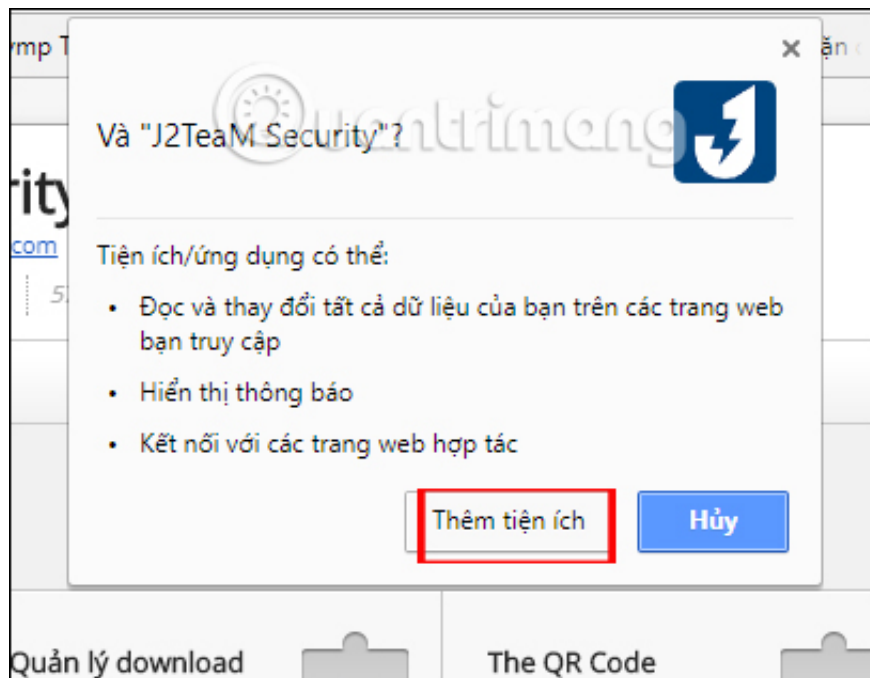 ymp T
ặn c
Quantrimang
Và "J2TeaM Security"?
rity
com
Tiện ích/ứng dụng có thể:
• Đọc và thay đổi tất cả dữ liệu của bạn trên các trang web
bạn truy cập
• Hiển thị thông báo
• Kết nối với các trang web hợp tác
Thêm tiện ích
Hủy
Quản lý download
The QR Code